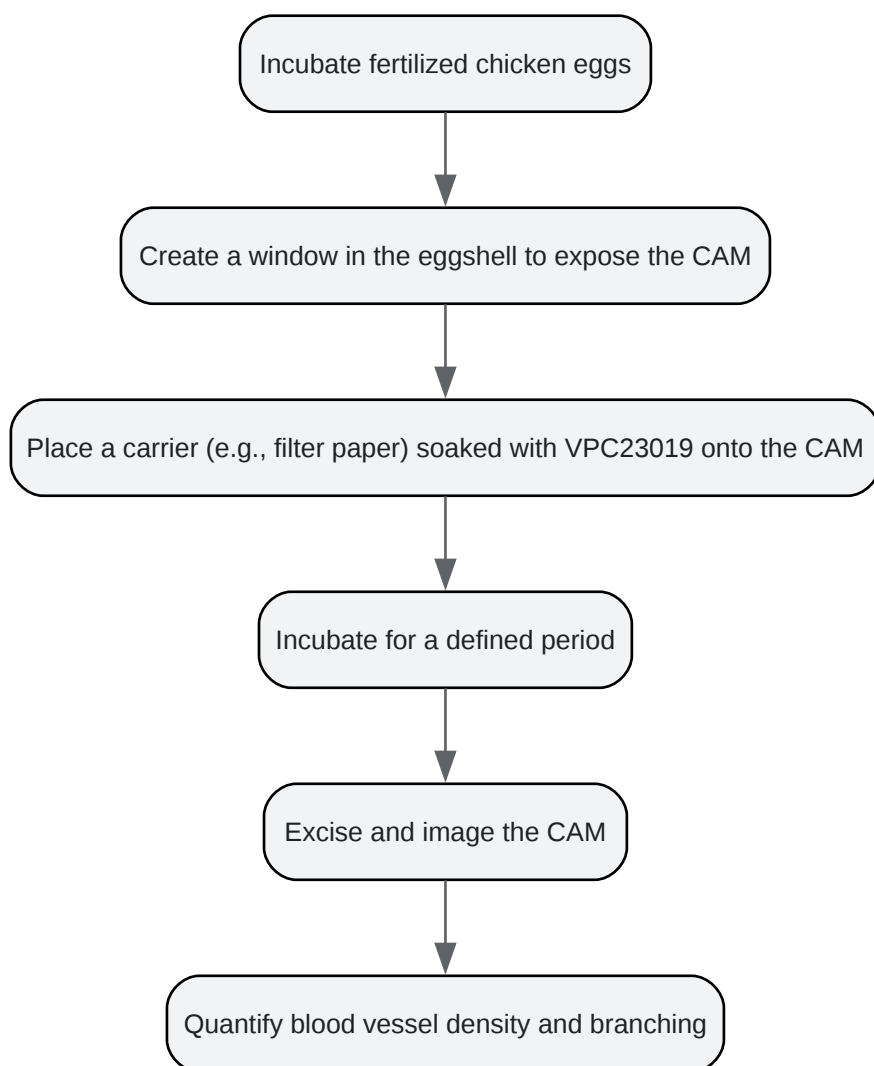 Incubate fertilized chicken eggs
Create a window in the eggshell to expose the CAM
Place a carrier (e.g., filter paper) soaked with VPC23019 onto the CAM
Incubate for a defined period
Excise and image the CAM
Quantify blood vessel density and branching